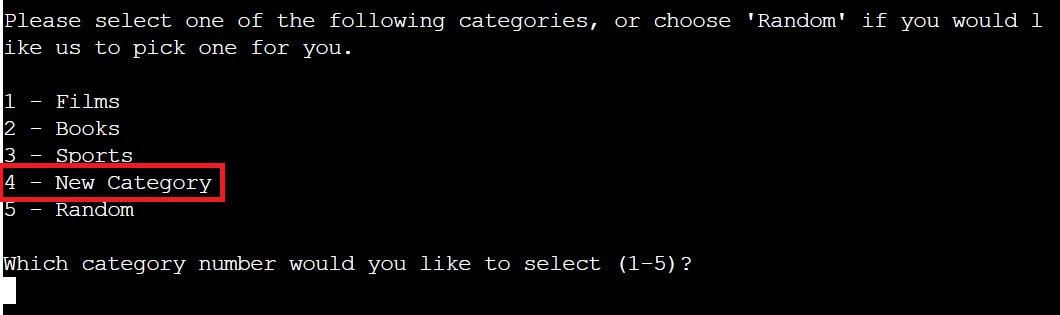 Please select one of the following categories, or choose 'Random' if you would l
ike us to pick one for you.
1 - Films
2 - Books
3 - Sports
4 - New Category
5 - Random
Which category number would you like to select (1-5)?